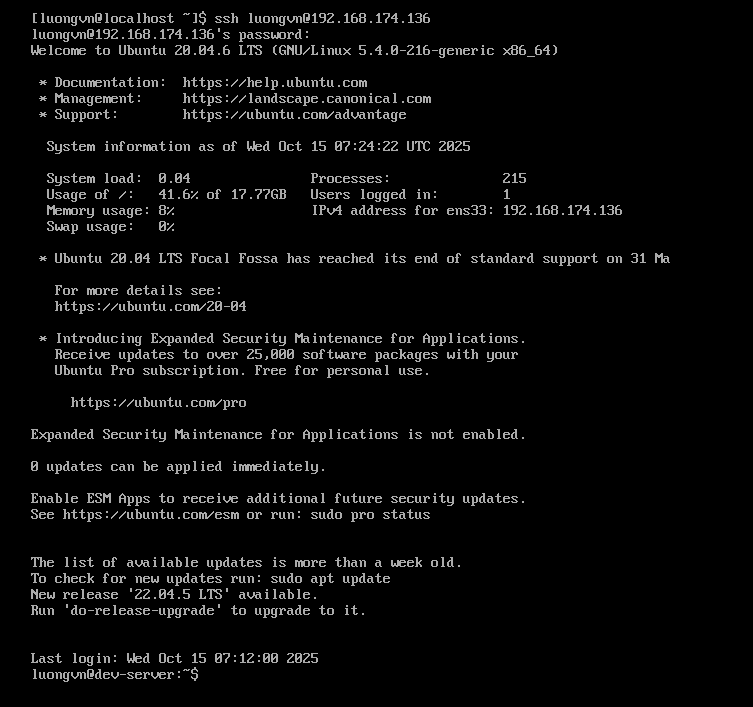 [luongvn@localhost ~]$ ssh luongvn@192.168.174.136
luongvn@192.168.174.136's password:
Welcome to Ubuntu 20.04.6 LTS (GNU/Linux 5.4.0-216-generic x86_64)
* Documentation:  https://help.ubuntu.com
* Management:     https://landscape.canonical.com
* Support:        https://ubuntu.com/advantage
System information as of Wed Oct 15 07:24:22 UTC 2025
System load:  0.04               Processes:              215
Usage of /:   41.6% of 17.77GB   Users logged in:        1
Memory usage: 8%                 IPv4 address for ens33: 192.168.174.136
Swap usage:   0%
* Ubuntu 20.04 LTS Focal Fossa has reached its end of standard support on 31 Ma
For more details see:
https://ubuntu.com/20-04
* Introducing Expanded Security Maintenance for Applications.
Receive updates to over 25,000 software packages with your
Ubuntu Pro subscription. Free for personal use.
https://ubuntu.com/pro
Expanded Security Maintenance for Applications is not enabled.
0 updates can be applied immediately.
Enable ESM Apps to receive additional future security updates.
See https://ubuntu.com/esm or run: sudo pro status
The list of available updates is more than a week old.
To check for new updates run: sudo apt update
New release '22.04.5 LTS' available.
Run 'do-release-upgrade' to upgrade to it.
Last login: Wed Oct 15 07:12:00 2025
luongvn@dev-server:~$